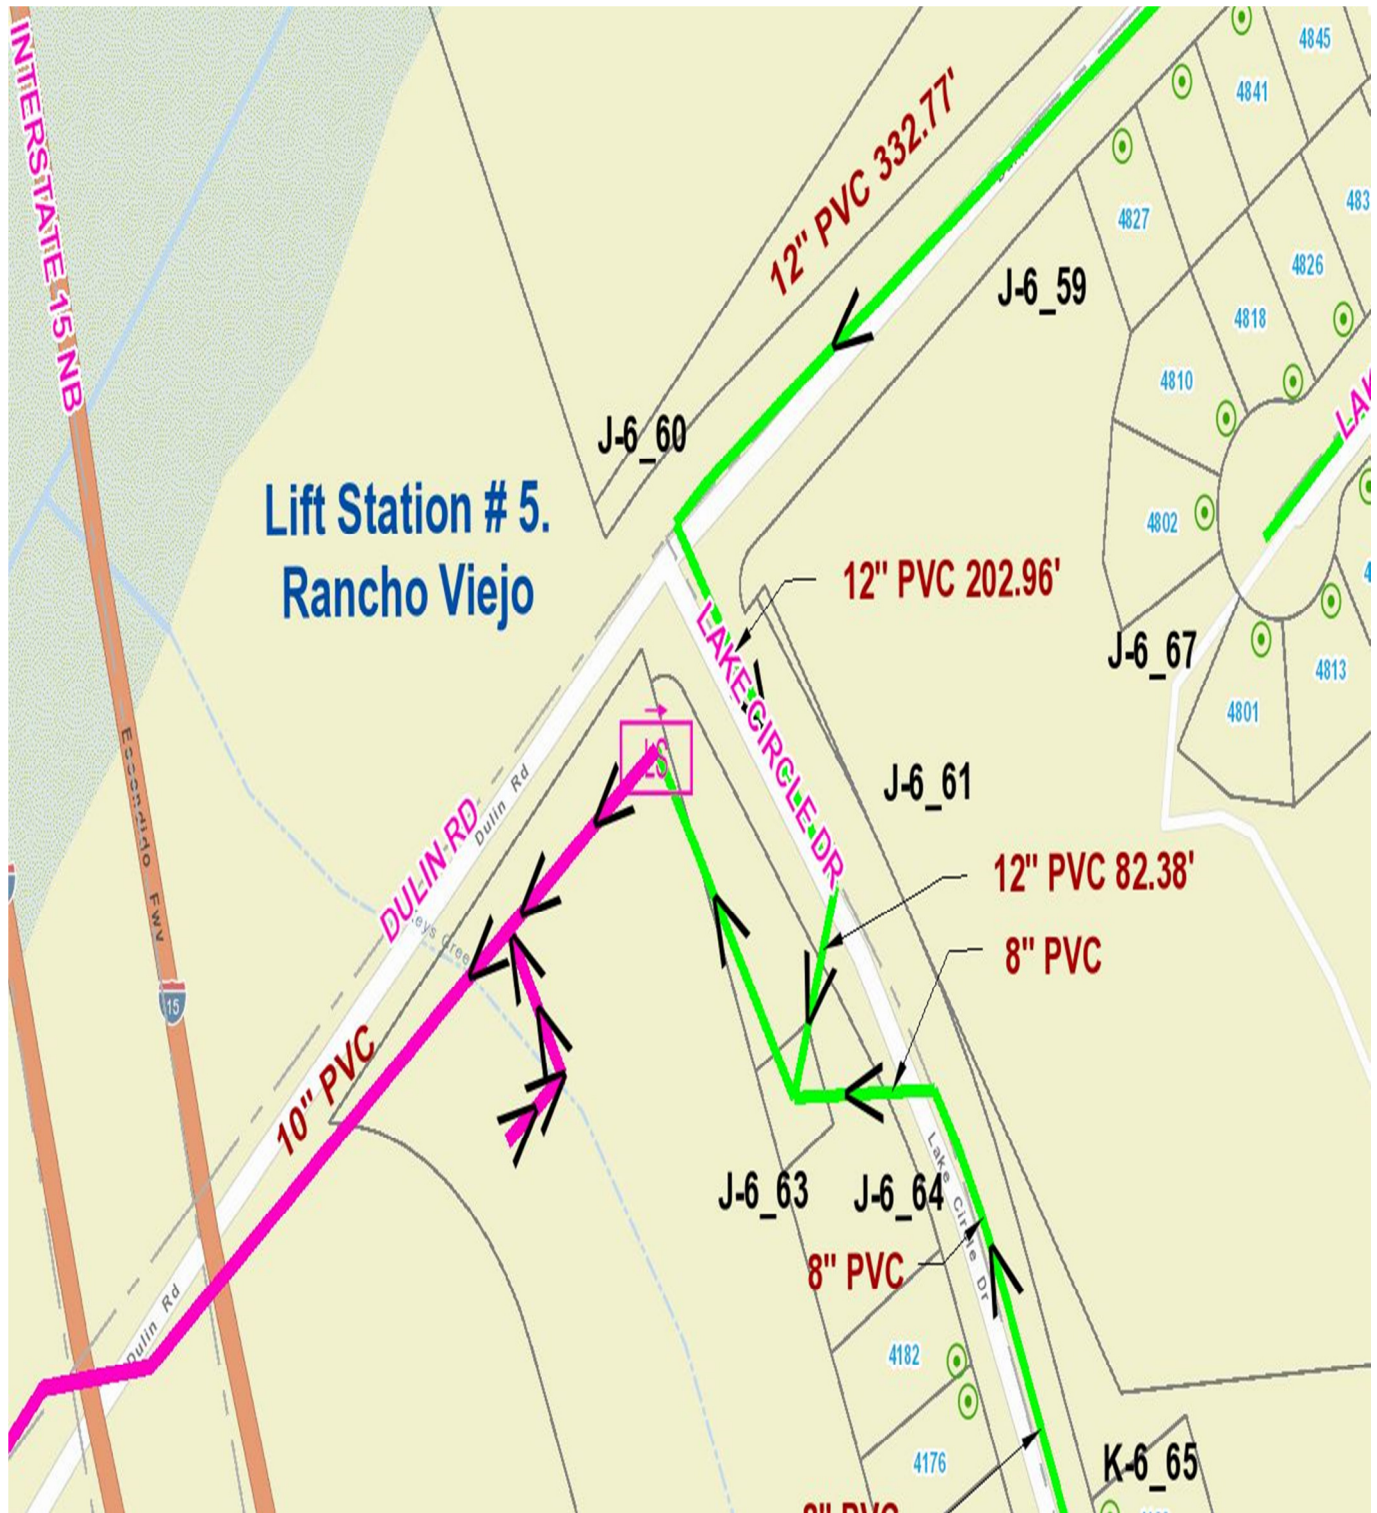 INTERSTATE 15 NB
4845
4841
12" PVC 332.77'
4827
4826
J-6_59
4818
4810
J-6_60
Lift Station # 5.
Rancho Viejo
4802
12" PVC 202.96'
J-6_67
4813
4801
LAKE CIRCLE DR
LS
J-6_61
Escondido Fwy
Dulin Rd
DULIN RD
12" PVC 82.38'
8" PVC
15
10" PVC
J-6_63
J-6_64
Lake Circle Dr
8" PVC
Dulin Rd
4182
4176
K-6_65